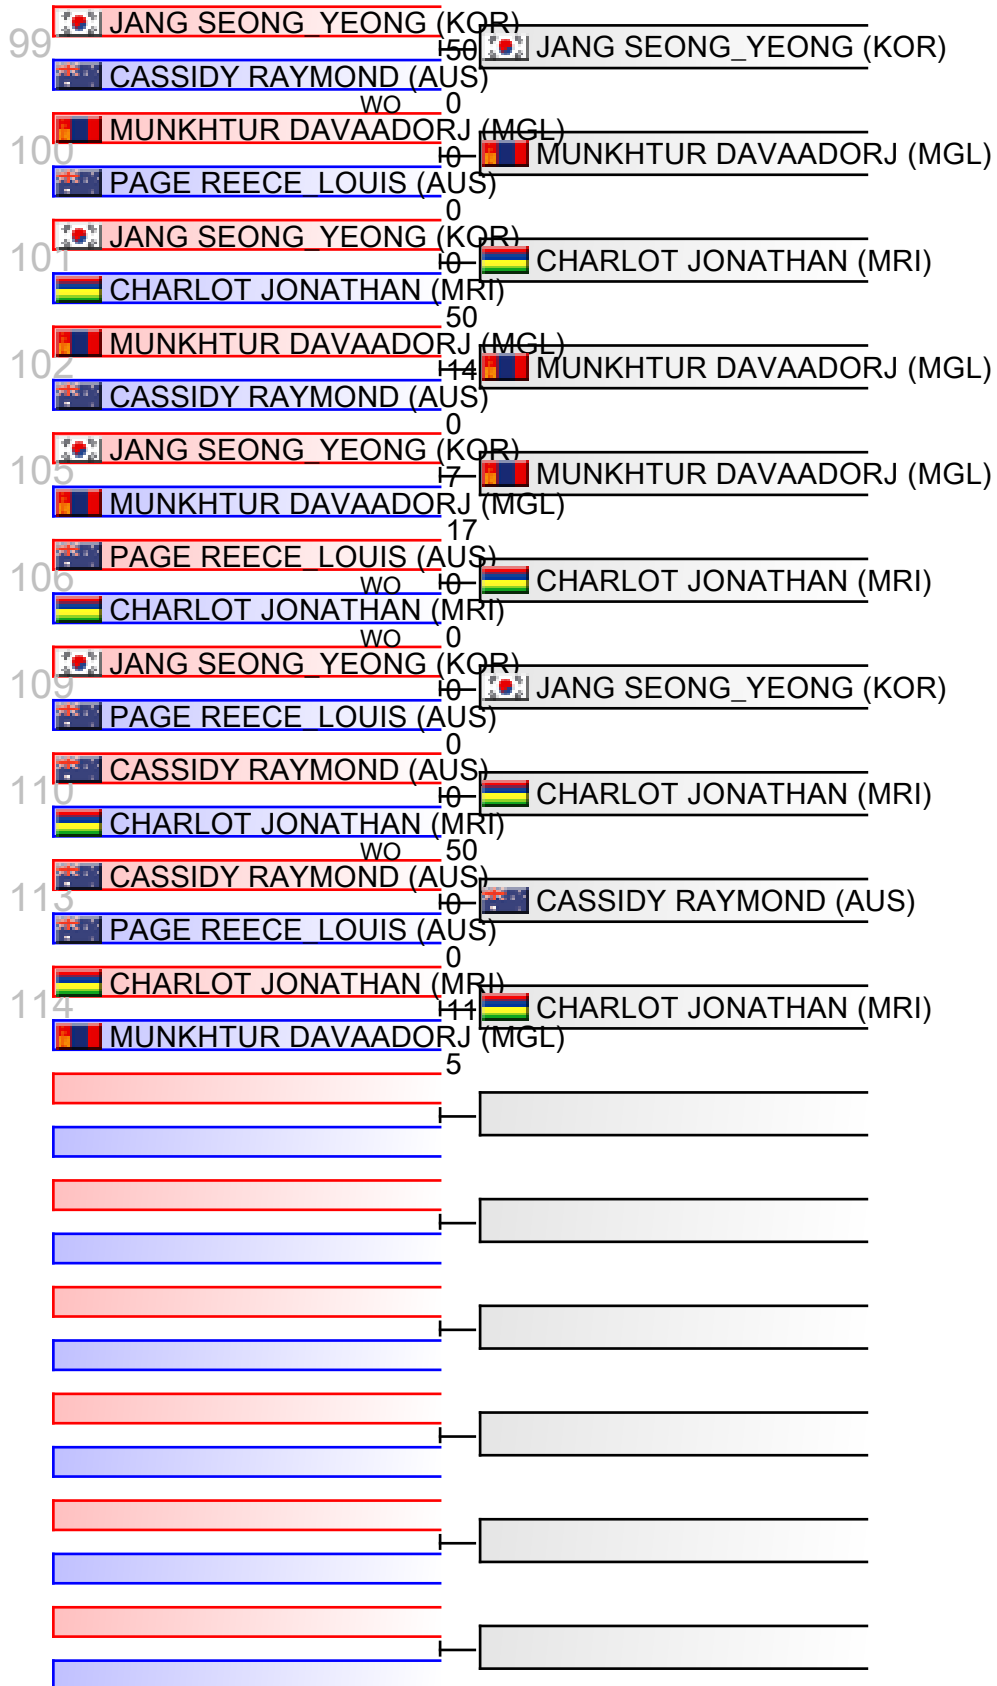 99 JANG SEONG_YEONG (KOR)
50 JANG SEONG_YEONG (KOR)
CASSIDY RAYMOND (AUS)
WO 0
100 MUNKHTUR DAVAADORJ (MGL)
0 MUNKHTUR DAVAADORJ (MGL)
PAGE REECE_LOUIS (AUS)
0
101 JANG SEONG_YEONG (KOR)
0 CHARLOT JONATHAN (MRI)
CHARLOT JONATHAN (MRI)
50
102 MUNKHTUR DAVAADORJ (MGL)
14 MUNKHTUR DAVAADORJ (MGL)
CASSIDY RAYMOND (AUS)
0
105 JANG SEONG_YEONG (KOR)
7 MUNKHTUR DAVAADORJ (MGL)
MUNKHTUR DAVAADORJ (MGL)
17
106 PAGE REECE_LOUIS (AUS)
WO 0 CHARLOT JONATHAN (MRI)
CHARLOT JONATHAN (MRI)
WO 0
109 JANG SEONG_YEONG (KOR)
0 JANG SEONG_YEONG (KOR)
PAGE REECE_LOUIS (AUS)
0
110 CASSIDY RAYMOND (AUS)
0 CHARLOT JONATHAN (MRI)
CHARLOT JONATHAN (MRI)
WO 50
113 CASSIDY RAYMOND (AUS)
0 CASSIDY RAYMOND (AUS)
PAGE REECE_LOUIS (AUS)
0
114 CHARLOT JONATHAN (MRI)
11 CHARLOT JONATHAN (MRI)
MUNKHTUR DAVAADORJ (MGL)
5